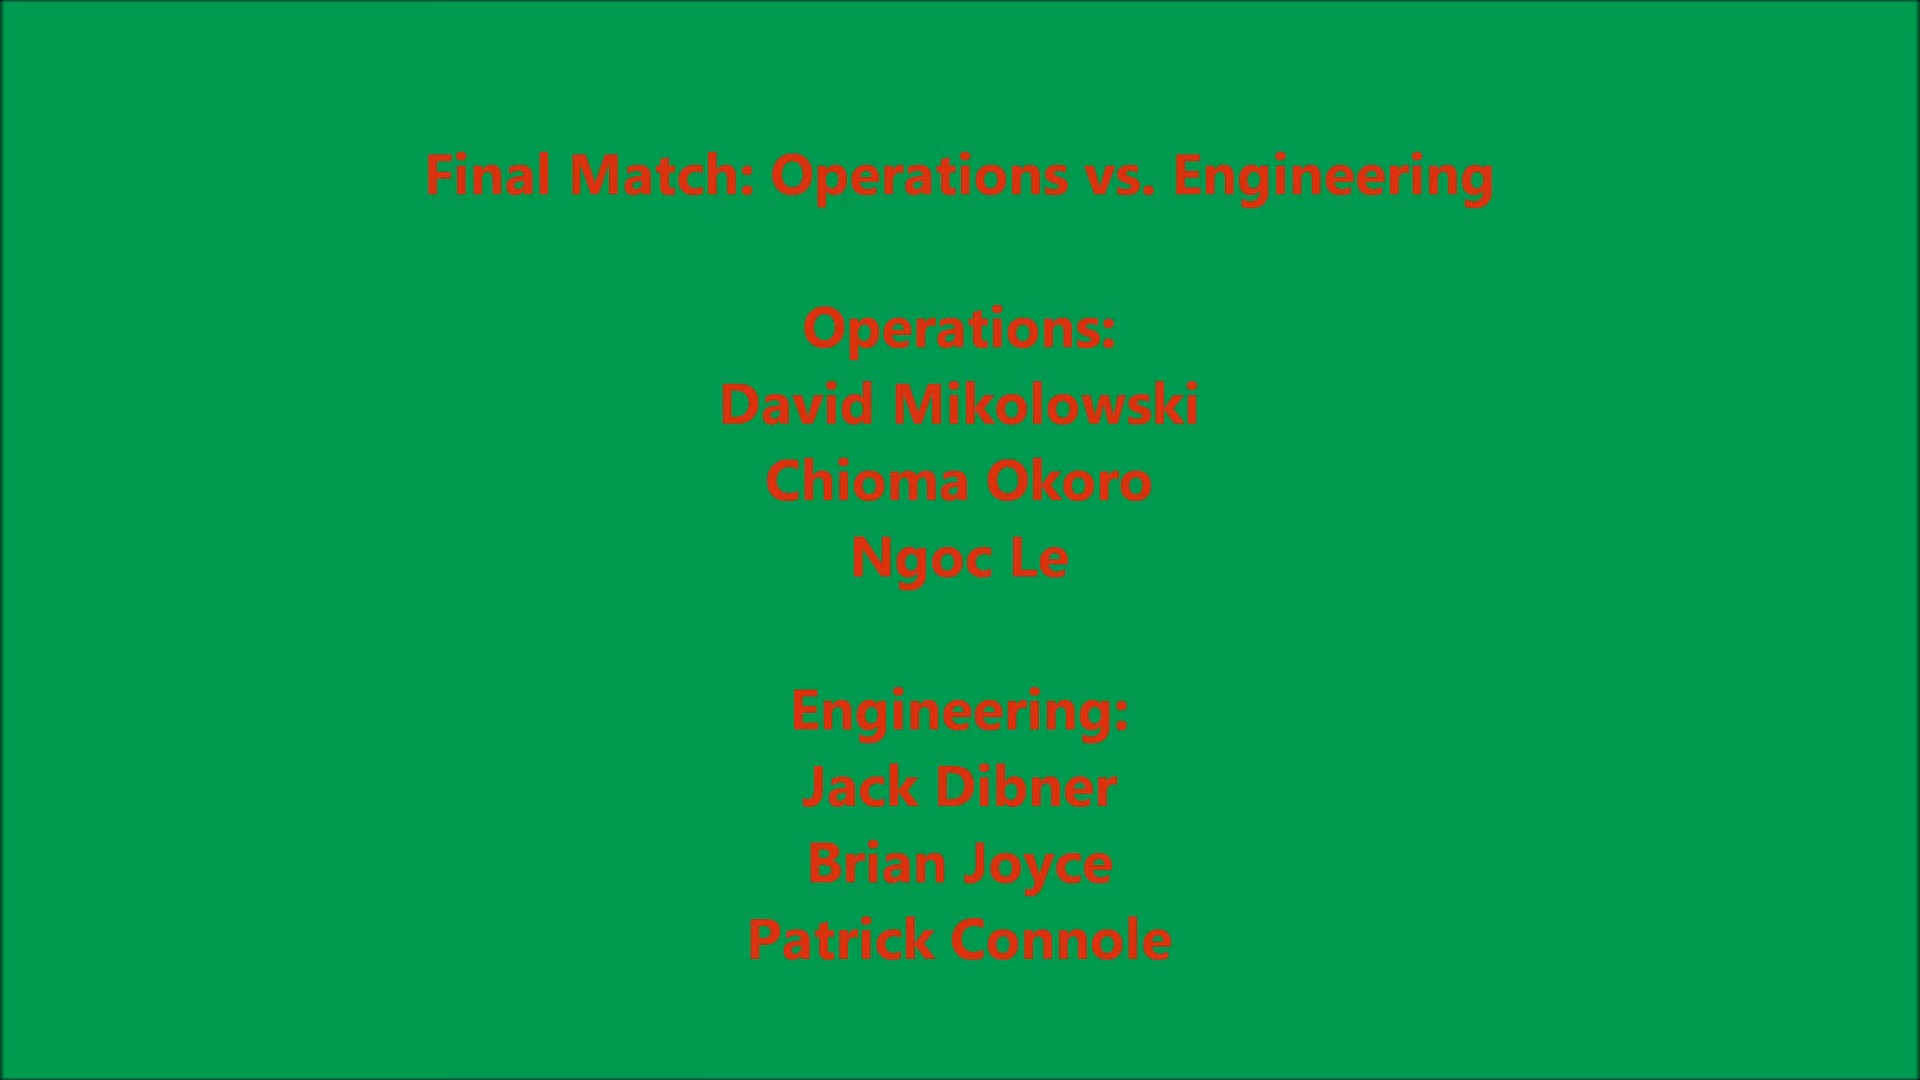 Final Match: Operations vs. Engineering
Operations:
David Mikolowski
Chioma Okoro
Ngoc Le
Engineering:
Jack Dibner
Brian Joyce
Patrick Connole